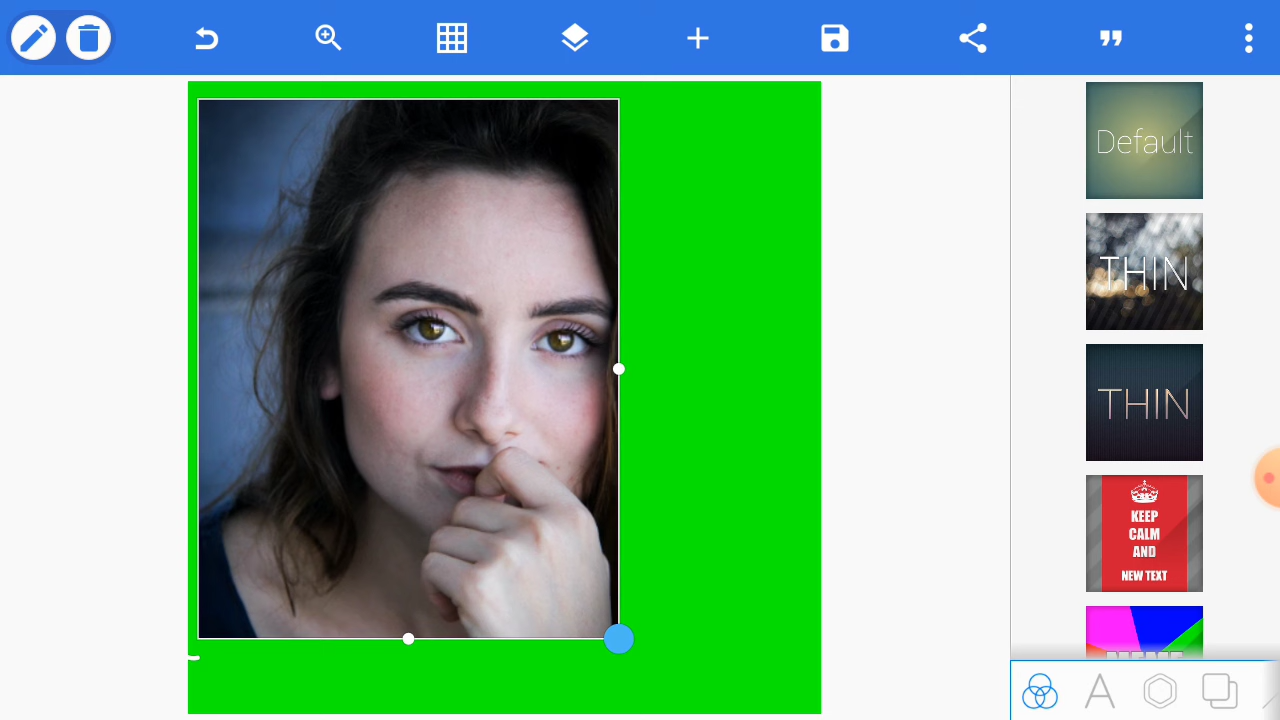 Default
THIN
THIN
KEEP
CALM
AND
NEW TEXT